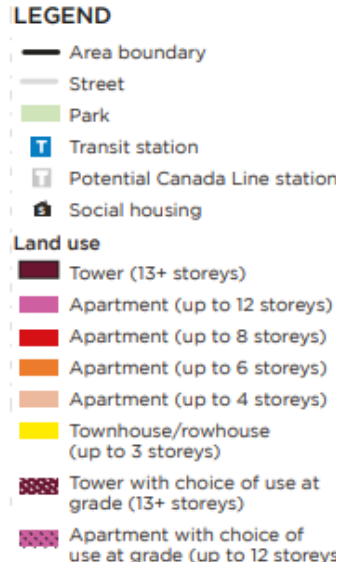 LEGEND
Area boundary
Street
Park
T Transit station
T Potential Canada Line station
Social housing
Land use
Tower (13+ storeys)
Apartment (up to 12 storeys)
Apartment (up to 8 storeys)
Apartment (up to 6 storeys)
Apartment (up to 4 storeys)
Townhouse/rowhouse
(up to 3 storeys)
Tower with choice of use at
grade (13+ storeys)
Apartment with choice of
use at grade (up to 12 storeys